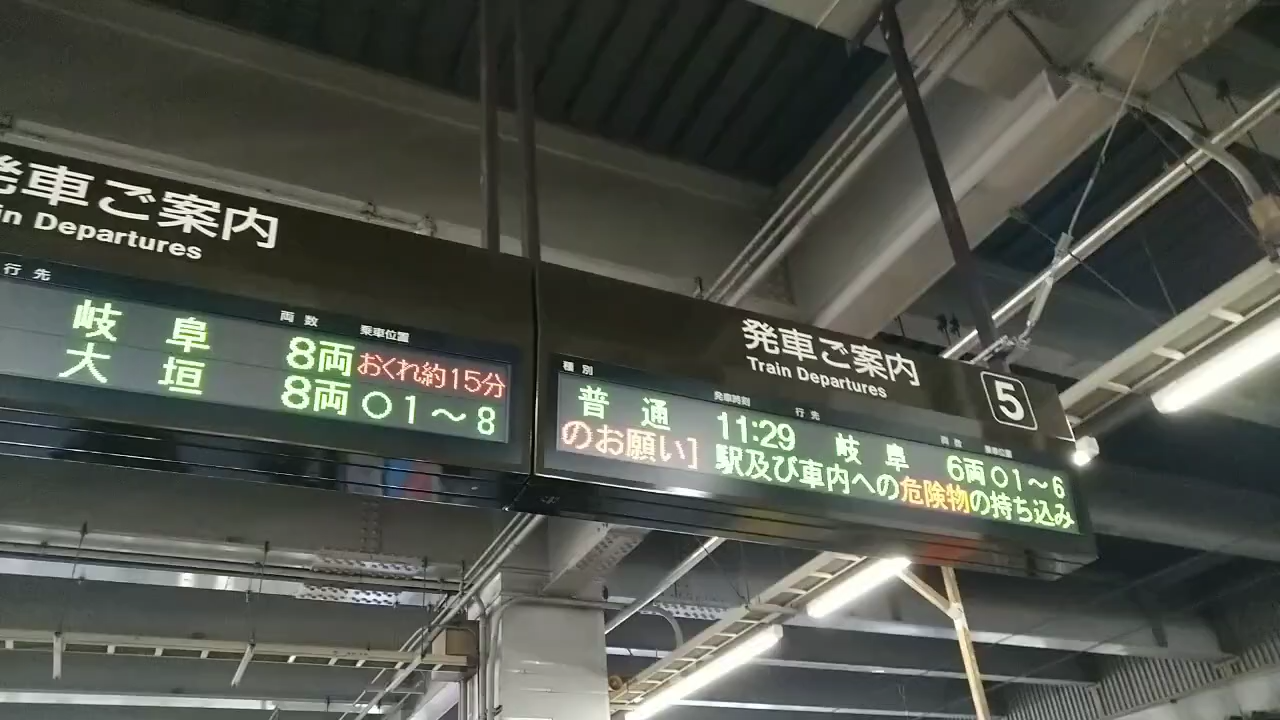 発車ご案内
in Departures
行先
両数 乗車位置
岐阜 8両 おくれ約15分
大垣 8両 ○1～8
発車ご案内
Train Departures
5
種別 発車時刻 行先 両数 乗車位置
普通 11:29 岐阜 6両 ○1～6
のお願い］ 駅及び車内への危険物の持ち込み